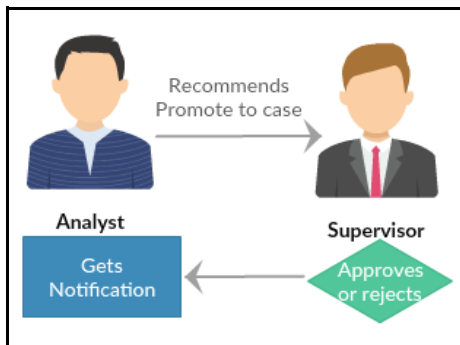 Recommends
Promote to case
Analyst
Supervisor
Gets
Notification
Approves
or rejects